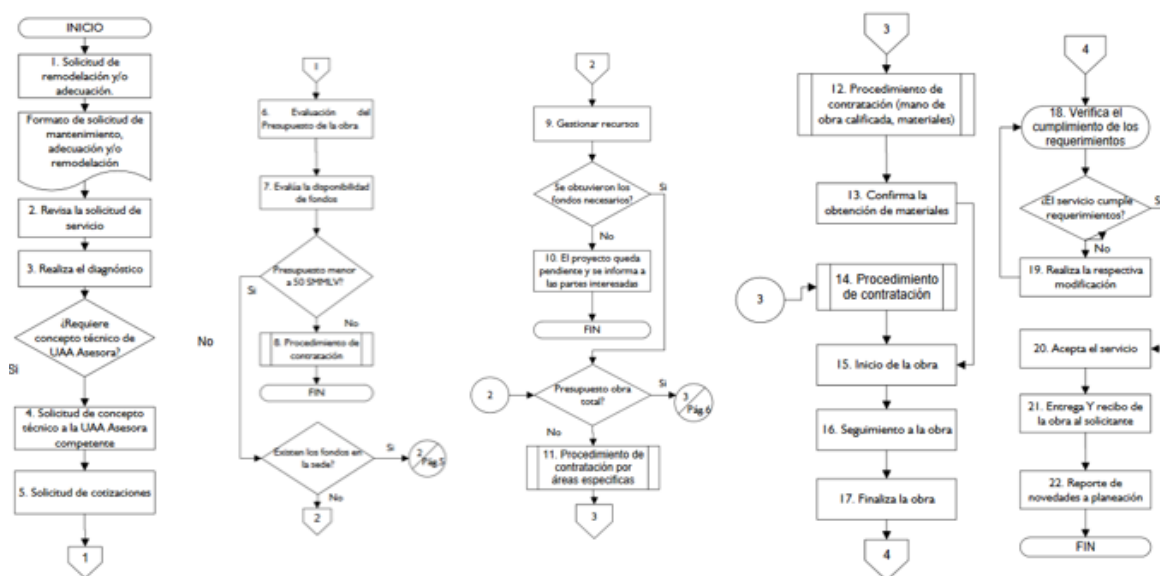 INICIO
1. Solicitud de
remodelación y/o
adecuación.
Formato de solicitud de
mantenimiento,
adecuación y/o
remodelación
2. Revisa la solicitud de
servicio
3. Realiza el diagnóstico
¿Requiere
concepto técnico de
UAA Asesora?
Si
No
4. Solicitud de concepto
técnico a la UAA Asesora
competente
5. Solicitud de cotizaciones
1
1
6. Evaluación del
Presupuesto de la obra
7. Evalúa la disponibilidad
de fondos
Presupuesto menor
a 50 SMMLV?
Si
No
8. Procedimiento de
contratación
FIN
Existen los fondos en
la sede?
Si
2
Pág.5
No
2
2
9. Gestionar recursos
Se obtuvieron los
fondos necesarios?
Si
No
10. El proyecto queda
pendiente y se informa a
las partes interesadas
FIN
2
Presupuesto obra
total?
Si
3
Pág.6
No
11. Procedimiento de
contratación por
áreas especificas
3
3
12. Procedimiento de
contratación (mano de
obra calificada, materiales)
13. Confirma la
obtención de materiales
3
14. Procedimiento
de contratación
15. Inicio de la obra
16. Seguimiento a la obra
17. Finaliza la obra
4
4
18. Verifica el
cumplimiento de los
requerimientos
¿El servicio cumple
requerimientos?
No
19. Realiza la respectiva
modificación
20. Acepta el servicio
21. Entrega Y recibo de
la obra al solicitante
22. Reporte de
novedades a planeación
FIN